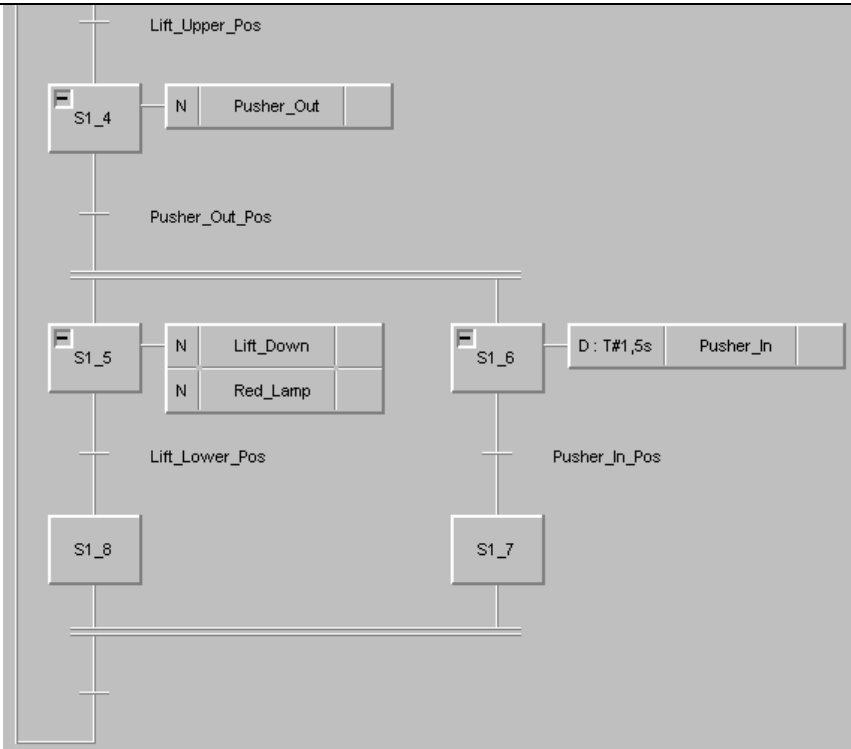 Lift_Upper_Pos
S1_4 N Pusher_Out
Pusher_Out_Pos
S1_5 N Lift_Down S1_6 D : T#1,5s Pusher_In
N Red_Lamp
Lift_Lower_Pos Pusher_In_Pos
S1_8 S1_7